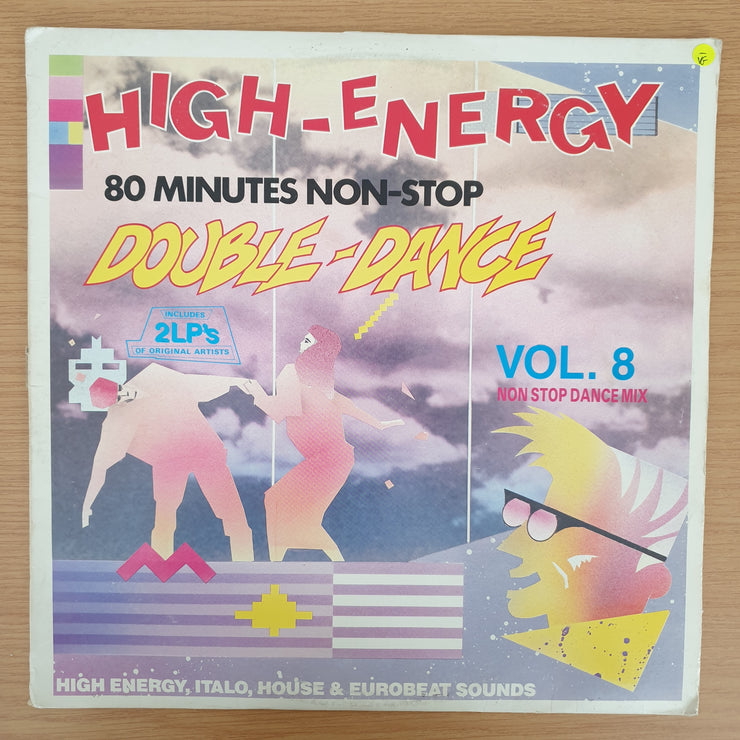 HIGH-ENERGY
80 MINUTES NON-STOP
DOUBLE-DANCE
INCLUDES
2LP's
OF ORIGINAL ARTISTS
VOL. 8
NON STOP DANCE MIX
HIGH ENERGY, ITALO, HOUSE & EUROBEAT SOUNDS